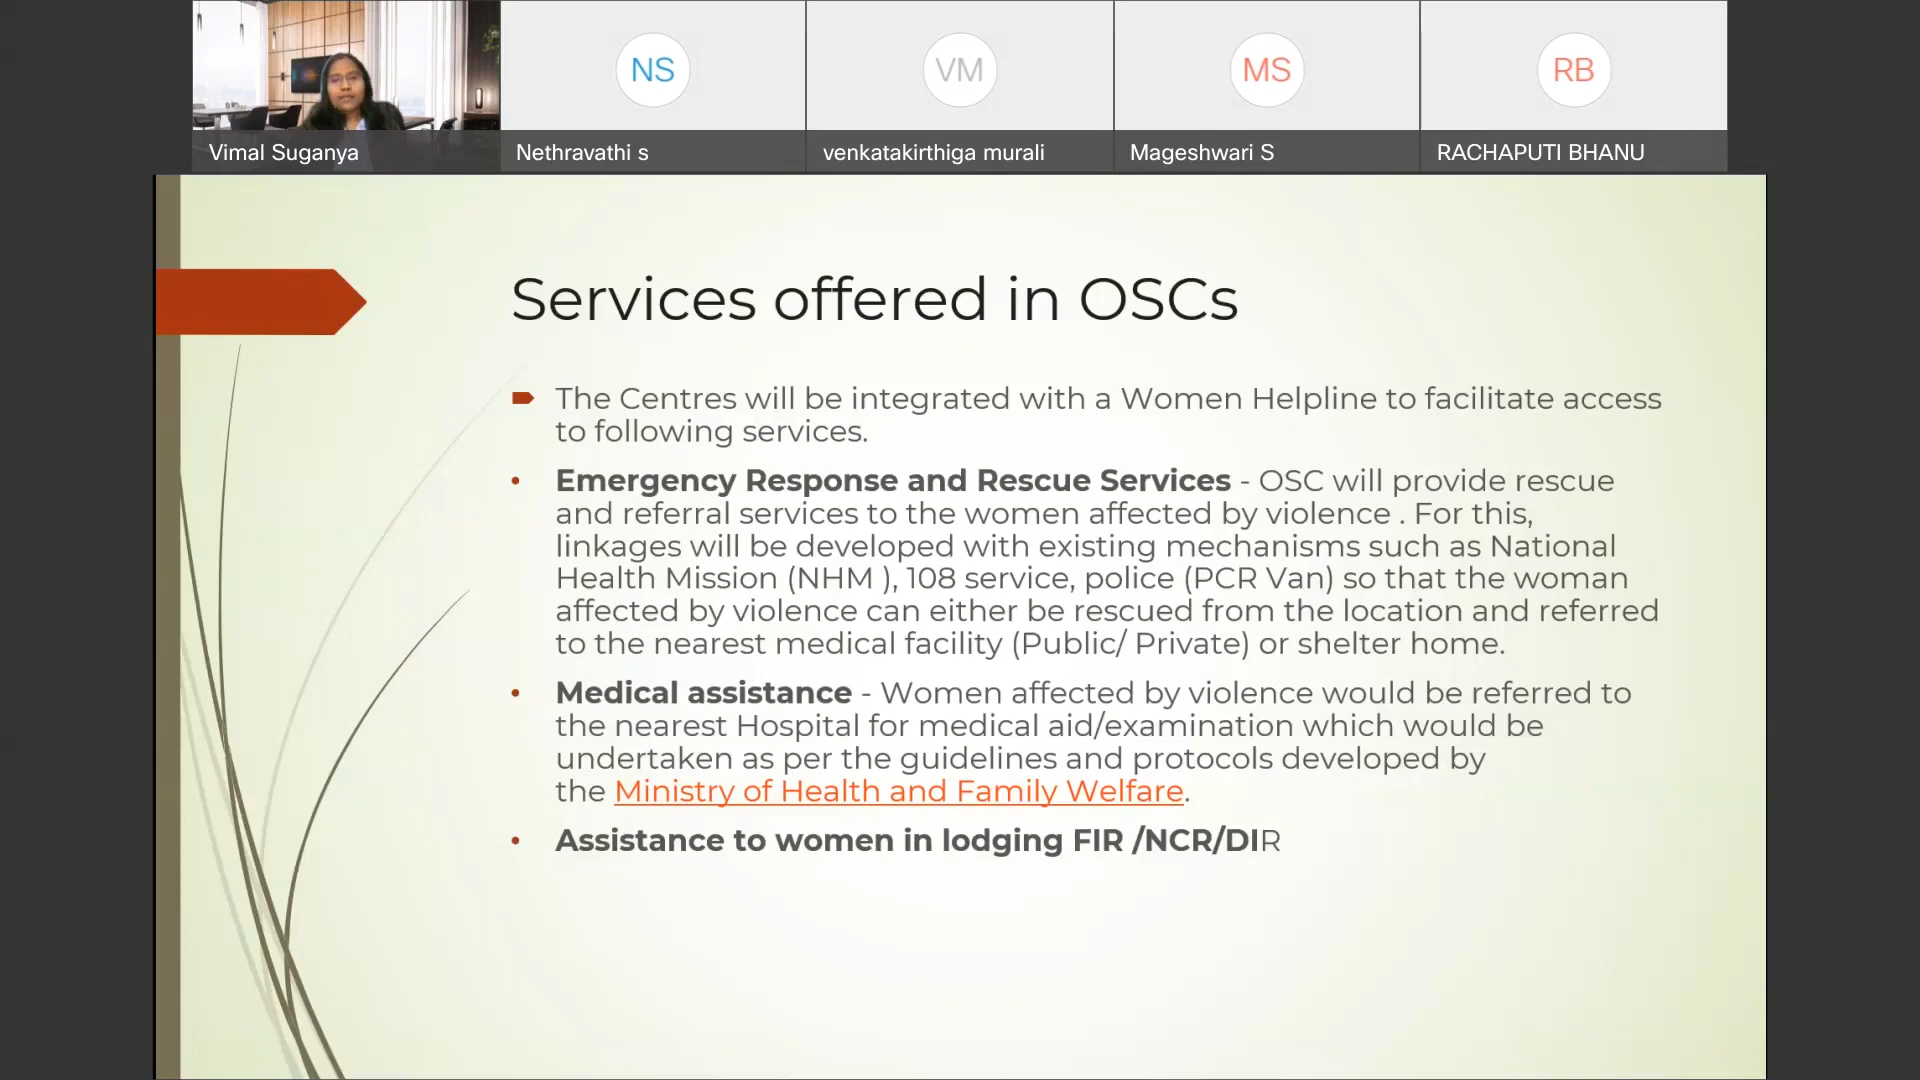 NS
VM
MS
RB
Vimal Suganya
Nethravathi s
venkatakirthiga murali
Mageshwari S
RACHAPUTI BHANU
Services offered in OSCs
The Centres will be integrated with a Women Helpline to facilitate access
to following services.
• Emergency Response and Rescue Services - OSC will provide rescue
and referral services to the women affected by violence . For this,
linkages will be developed with existing mechanisms such as National
Health Mission (NHM ), 108 service, police (PCR Van) so that the woman
affected by violence can either be rescued from the location and referred
to the nearest medical facility (Public/ Private) or shelter home.
• Medical assistance - Women affected by violence would be referred to
the nearest Hospital for medical aid/examination which would be
undertaken as per the guidelines and protocols developed by
the Ministry of Health and Family Welfare.
• Assistance to women in lodging FIR /NCR/DIR